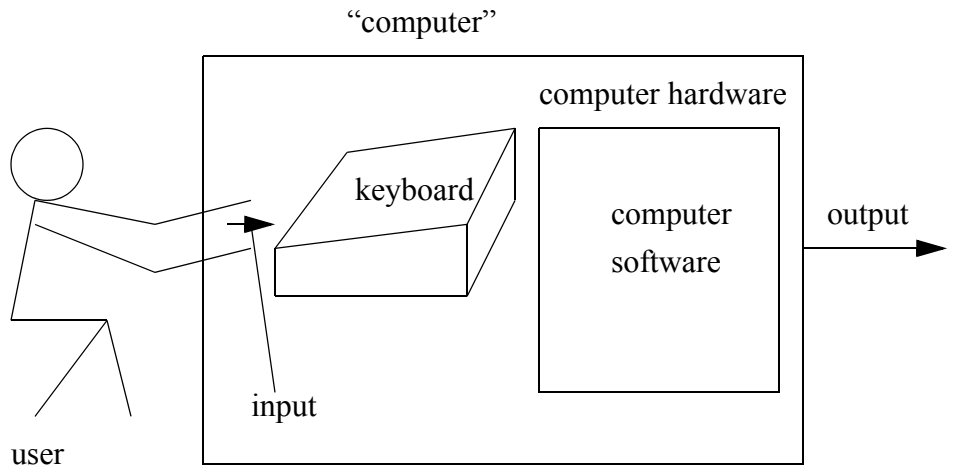 “computer”
computer hardware
keyboard
computer
software
output
input
user